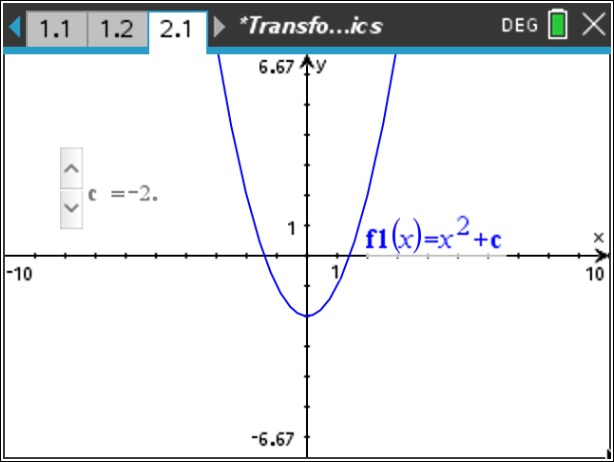 1.1 1.2 2.1 *Transfo...ics DEG
6.67 y
c =-2.
1
f1(x)=x²+c
x
-10 1 10
-6.67